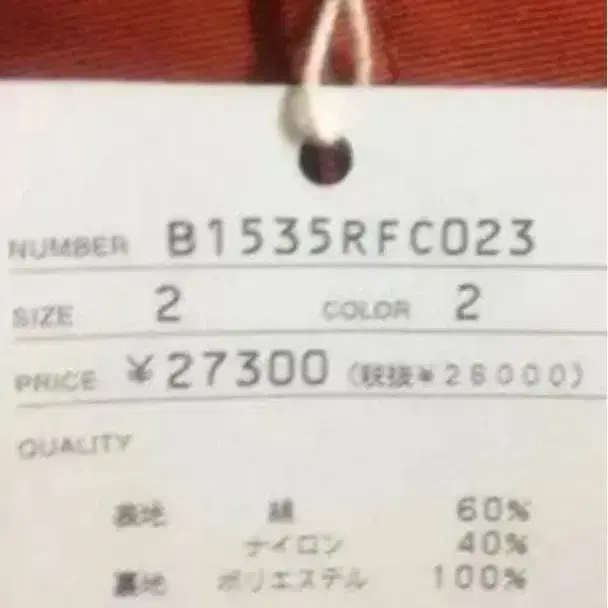 NUMBER B1535RFC023
SIZE 2 COLOR 2
PRICE ¥27300 (税抜¥26000)
QUALITY
表地 綿 60%
ナイロン 40%
裏地 ポリエステル 100%